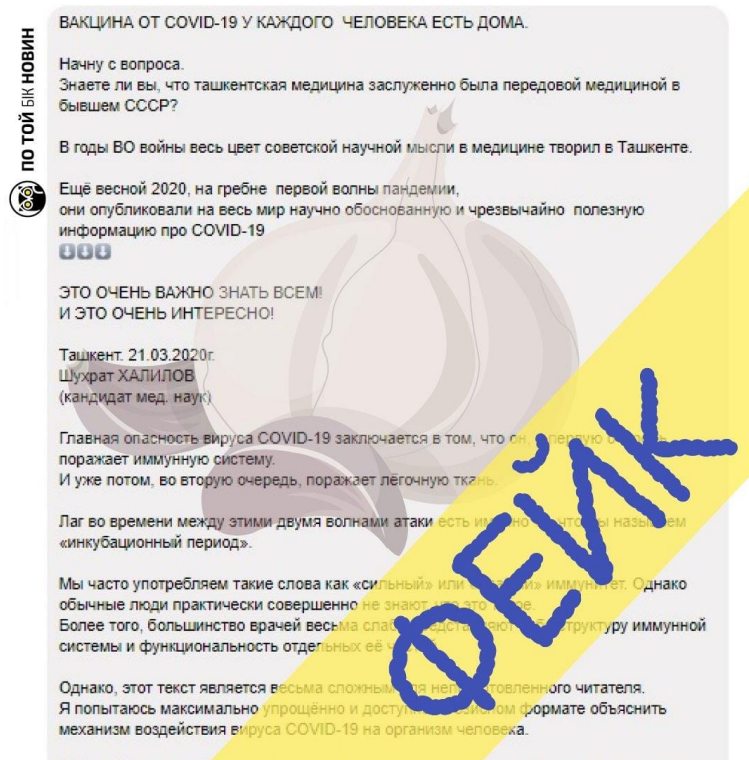 ПО ТОЙ БІК НОВИН
ВАКЦИНА ОТ COVID-19 У КАЖДОГО ЧЕЛОВЕКА ЕСТЬ ДОМА.
Начну с вопроса.
Знаете ли вы, что ташкентская медицина заслуженно была передовой медициной в
бывшем СССР?
В годы ВО войны весь цвет советской научной мысли в медицине творил в Ташкенте.
Ещё весной 2020, на гребне первой волны пандемии,
они опубликовали на весь мир научно обоснованную и чрезвычайно полезную
информацию про COVID-19
⬇⬇⬇
ЭТО ОЧЕНЬ ВАЖНО ЗНАТЬ ВСЕМ!
И ЭТО ОЧЕНЬ ИНТЕРЕСНО!
Ташкент. 21.03.2020г.
Шухрат ХАЛИЛОВ
(кандидат мед. наук)
Главная опасность вируса COVID-19 заключается в том, что он, в первую
поражает иммунную систему.
И уже потом, во вторую очередь, поражает лёгочную ткань.
Лаг во времени между этими двумя волнами атаки есть
«инкубационный период».
Мы часто употребляем такие слова как «сильный» или иммунитет. Однако
обычные люди практически совершенно не знают, что это
Более того, большинство врачей весьма структуру иммунной
системы и функциональность отдельных её
Однако, этот текст является весьма сложным для неподготовленного читателя.
Я попытаюсь максимально упрощённо и формате объяснить
механизм воздействия вируса COVID-19 на организм человека.
ФЕЙК